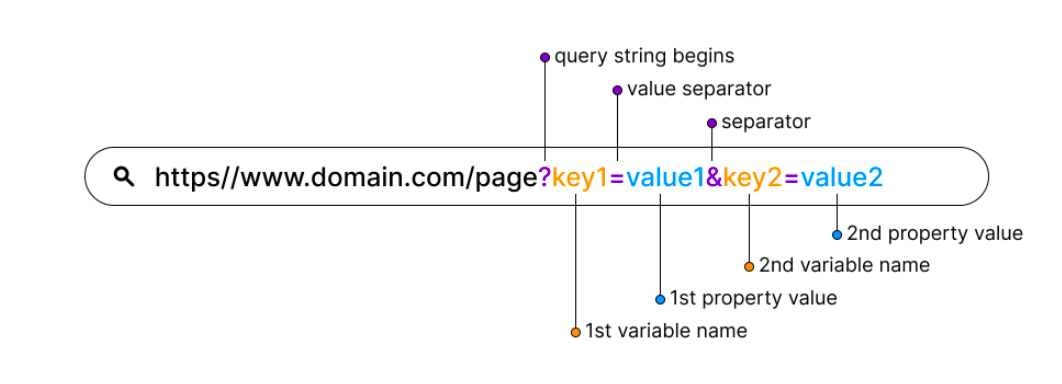 query string begins
value separator
separator
https//www.domain.com/page?key1=value1&key2=value2
2nd property value
2nd variable name
1st property value
1st variable name